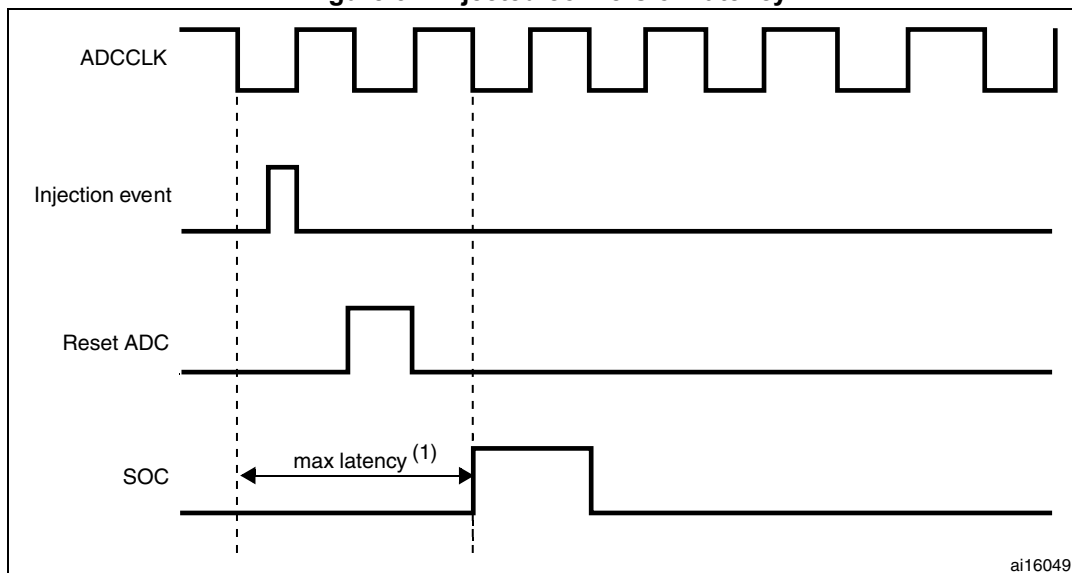 ADCCLK
Injection event
Reset ADC
max latency (1)
SOC
ai16049